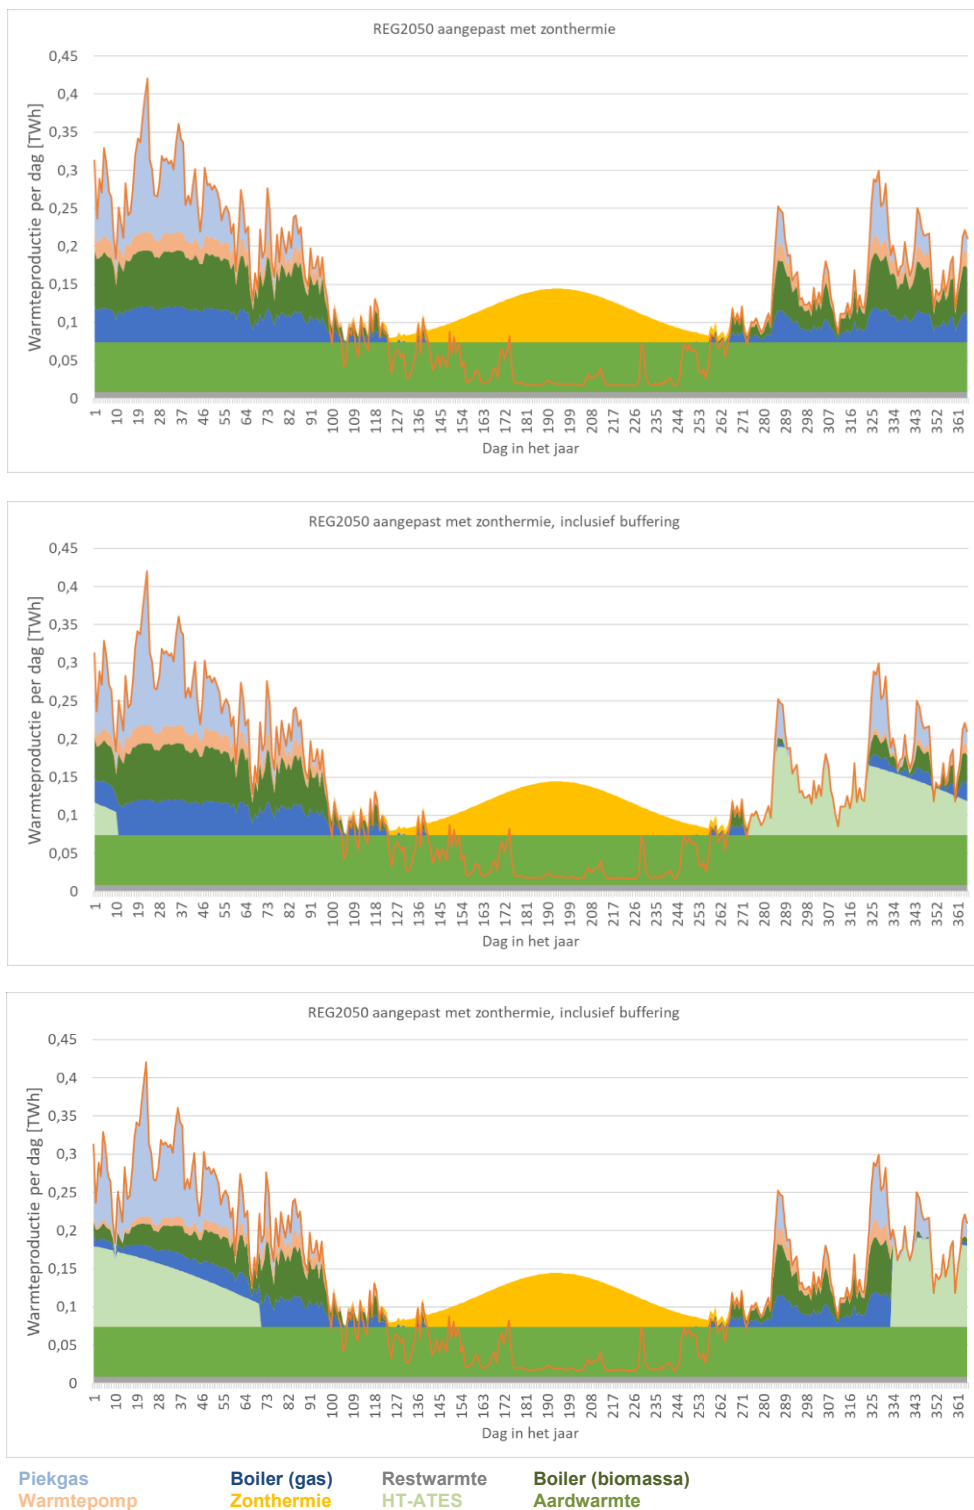 REG2050 aangepast met zonthermie
0,45
0,4
0,35
0,3
0,25
0,2
0,15
0,1
0,05
0
Warmteproductie per dag [TWh]
1 10 19 28 37 46 55 64 73 82 91 100 109 118 127 136 145 154 163 172 181 190 199 208 217 226 235 244 253 262 271 280 289 298 307 316 325 334 343 352 361
Dag in het jaar
REG2050 aangepast met zonthermie, inclusief buffering
0,45
0,4
0,35
0,3
0,25
0,2
0,15
0,1
0,05
0
Warmteproductie per dag [TWh]
1 10 19 28 37 46 55 64 73 82 91 100 109 118 127 136 145 154 163 172 181 190 199 208 217 226 235 244 253 262 271 280 289 298 307 316 325 334 343 352 361
Dag in het jaar
REG2050 aangepast met zonthermie, inclusief buffering
0,45
0,4
0,35
0,3
0,25
0,2
0,15
0,1
0,05
0
Warmteproductie per dag [TWh]
1 10 19 28 37 46 55 64 73 82 91 100 109 118 127 136 145 154 163 172 181 190 199 208 217 226 235 244 253 262 271 280 289 298 307 316 325 334 343 352 361
Dag in het jaar
Piekgas Boiler (gas) Restwarmte Boiler (biomassa)
Warmtepomp Zonthermie HT-ATES Aardwarmte